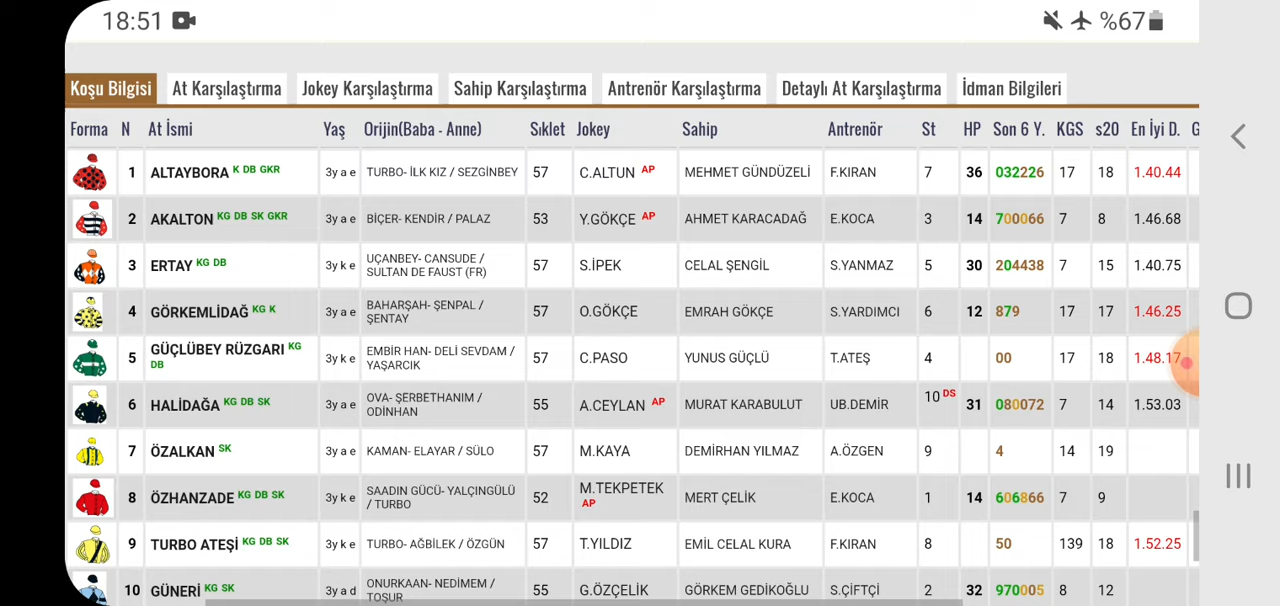 18:51 %67
Koşu Bilgisi At Karşılaştırma Jokey Karşılaştırma Sahip Karşılaştırma Antrenör Karşılaştırma Detaylı At Karşılaştırma İdman Bilgileri
Forma N At İsmi Yaş Orijin(Baba - Anne) Sıklet Jokey Sahip Antrenör St HP Son 6 Y. KGS s20 En İyi D. G
1 ALTAYBORA K DB GKR 3y a e TURBO- İLK KIZ / SEZGİNBEY 57 C.ALTUN AP MEHMET GÜNDÜZELİ F.KIRAN 7 36 032226 17 18 1.40.44
2 AKALTON KG DB SK GKR 3y a e BİÇER- KENDİR / PALAZ 53 Y.GÖKÇE AP AHMET KARACADAĞ E.KOCA 3 14 700066 7 8 1.46.68
3 ERTAY KG DB 3y k e UÇANBEY- CANSUDE /
SULTAN DE FAUST (FR) 57 S.İPEK CELAL ŞENGİL S.YANMAZ 5 30 204438 7 15 1.40.75
4 GÖRKEMLİDAĞ KG K 3y a e BAHARŞAH- ŞENPAL /
ŞENTAY 57 O.GÖKÇE EMRAH GÖKÇE S.YARDIMCI 6 12 879 17 17 1.46.25
5 GÜÇLÜBEY RÜZGARI KG
DB 3y k e EMBİR HAN- DELİ SEVDAM /
YAŞARCIK 57 C.PASO YUNUS GÜÇLÜ T.ATEŞ 4 00 17 18 1.48.17
6 HALİDAĞA KG DB SK 3y a e OVA- ŞERBETHANIM /
ODİNHAN 55 A.CEYLAN AP MURAT KARABULUT UB.DEMİR 10 DS 31 080072 7 14 1.53.03
7 ÖZALKAN SK 3y a e KAMAN- ELAYAR / SÜLO 57 M.KAYA DEMİRHAN YILMAZ A.ÖZGEN 9 4 14 19
8 ÖZHANZADE KG DB SK 3y k e SAADIN GÜCÜ- YALÇINGÜLÜ
/ TURBO 52 M.TEKPETEK
AP MERT ÇELİK E.KOCA 1 14 606866 7 9
9 TURBO ATEŞİ KG DB SK 3y k e TURBO- AĞBİLEK / ÖZGÜN 57 T.YILDIZ EMİL CELAL KURA F.KIRAN 8 50 139 18 1.52.25
10 GÜNERİ KG SK 3y a d ONURKAAN- NEDİMEM /
TOŞUR 55 G.ÖZÇELİK GÖRKEM GEDİKOĞLU S.ÇİFTÇİ 2 32 970005 8 12